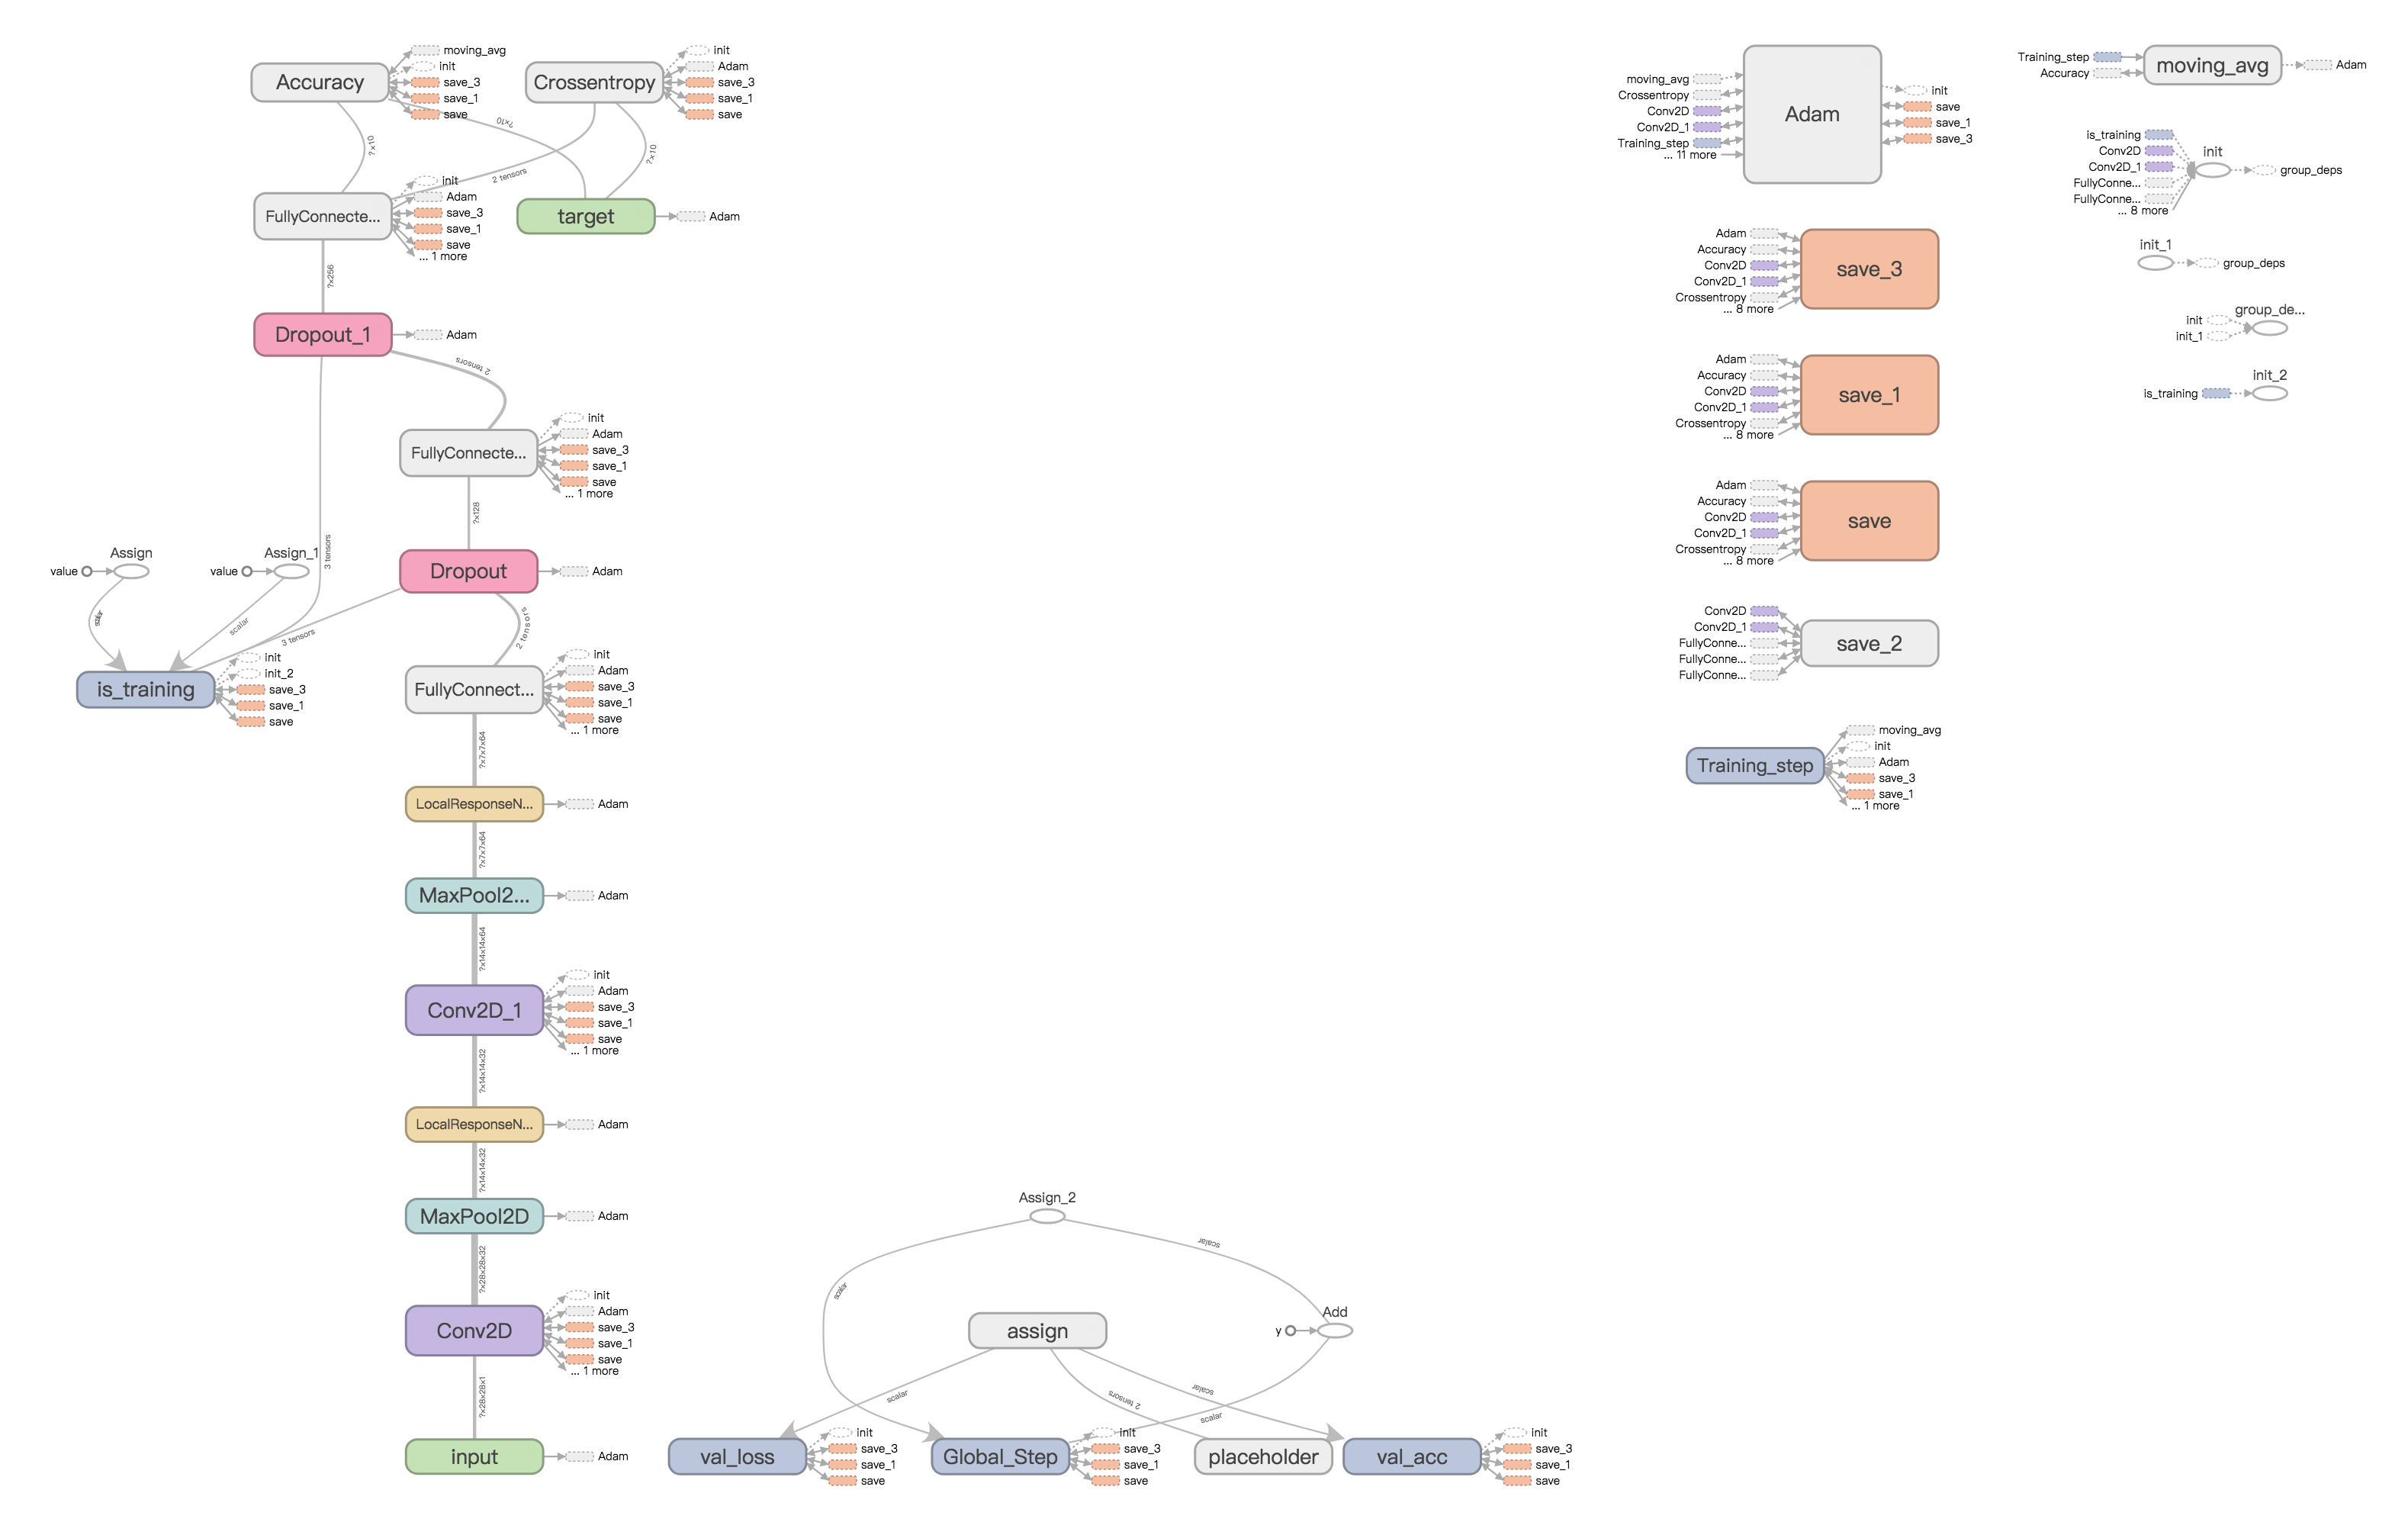 Accuracy
moving_avg
init
save_3
save_1
save
Crossentropy
init
Adam
save_3
save_1
save
?x10
?x10
?x10
2 tensors
FullyConnecte...
init
Adam
save_3
save_1
save
... 1 more
target
Adam
?x256
Dropout_1
Adam
2 tensors
FullyConnecte...
init
Adam
save_3
save_1
save
... 1 more
?x128
3 tensors
Assign
value
Assign_1
value
Dropout
Adam
scalar
scalar
3 tensors
2 tensors
is_training
init
init_2
save_3
save_1
save
FullyConnect...
init
Adam
save_3
save_1
save
... 1 more
?x7x7x64
LocalResponseN...
Adam
?x7x7x64
MaxPool2...
Adam
?x14x14x64
Conv2D_1
init
Adam
save_3
save_1
save
... 1 more
?x14x14x32
LocalResponseN...
Adam
?x14x14x32
MaxPool2D
Adam
?x28x28x32
Conv2D
init
Adam
save_3
save_1
save
... 1 more
?x28x28x1
input
Adam
Assign_2
scalar
scalar
assign
Add
y
scalar
2 tensors
scalar
scalar
val_loss
init
save_3
save_1
save
Global_Step
init
save_3
save_1
save
placeholder
val_acc
init
save_3
save_1
save
Adam
moving_avg
Crossentropy
Conv2D
Conv2D_1
Training_step
... 11 more
init
save
save_1
save_3
save_3
Adam
Accuracy
Conv2D
Conv2D_1
Crossentropy
... 8 more
save_1
Adam
Accuracy
Conv2D
Conv2D_1
Crossentropy
... 8 more
save
Adam
Accuracy
Conv2D
Conv2D_1
Crossentropy
... 8 more
save_2
Conv2D
Conv2D_1
FullyConne...
FullyConne...
FullyConne...
Training_step
moving_avg
init
Adam
save_3
save_1
... 1 more
Training_step
Accuracy
moving_avg
Adam
is_training
Conv2D
Conv2D_1
FullyConne...
FullyConne...
... 8 more
init
group_deps
init_1
group_deps
group_de...
init
init_1
init_2
is_training